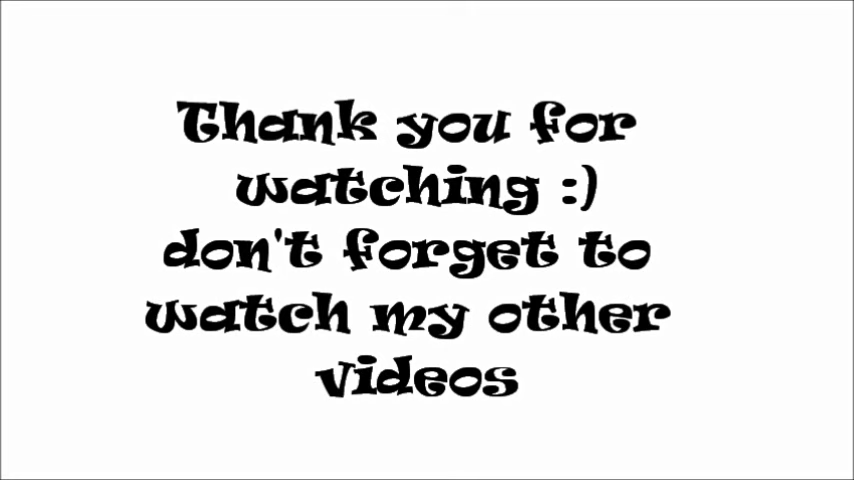 Thank you for
watching :)
don't forget to
watch my other
videos